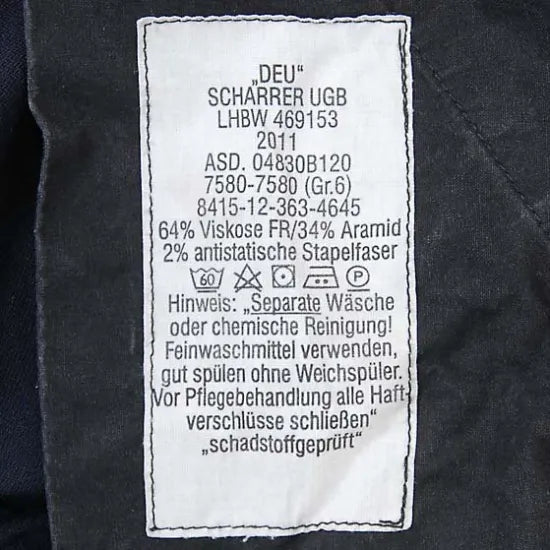 „DEU“
SCHARRER UGB
LHBW 469153
2011
ASD. 04830B120
7580-7580 (Gr.6)
8415-12-363-4645
64% Viskose FR/34% Aramid
2% antistatische Stapelfaser
60 P
Hinweis: „Separate Wäsche
oder chemische Reinigung!
Feinwaschmittel verwenden,
gut spülen ohne Weichspüler.
Vor Pflegebehandlung alle Haft-
verschlüsse schließen“
„schadstoffgeprüft“